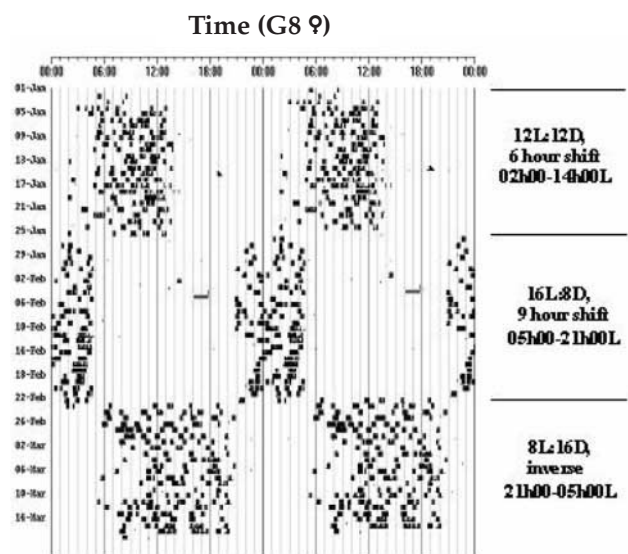 Time (G8 ♀)
00:00 06:00 12:00 18:00 00:00 06:00 12:00 18:00 00:00
01-Jan
05-Jan
09-Jan
13-Jan
17-Jan
21-Jan
25-Jan
29-Jan
02-Feb
06-Feb
10-Feb
14-Feb
18-Feb
22-Feb
26-Feb
02-Mar
06-Mar
10-Mar
14-Mar
12L:12D,
6 hour shift
02h00-14h00L
16L:8D,
9 hour shift
05h00-21h00L
8L:16D,
inverse
21h00-05h00L